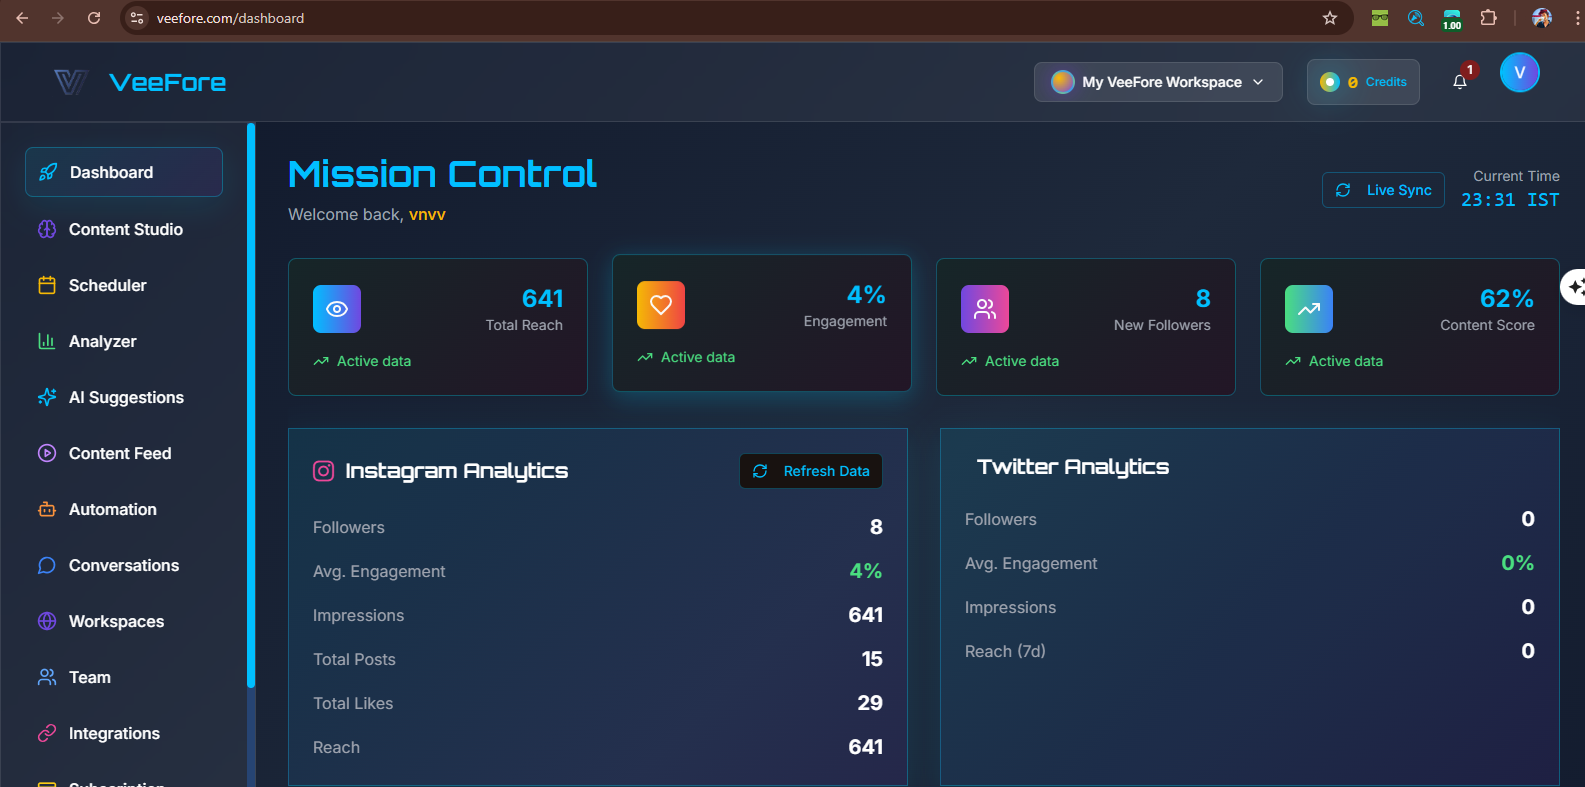 veefore.com/dashboard
1.00
VeeFore
My VeeFore Workspace
0 Credits
1
V
Dashboard
Content Studio
Scheduler
Analyzer
AI Suggestions
Content Feed
Automation
Conversations
Workspaces
Team
Integrations
Subscription
Mission Control
Welcome back, vnvv
Live Sync
Current Time
23:31 IST
641
Total Reach
Active data
4%
Engagement
Active data
8
New Followers
Active data
62%
Content Score
Active data
Instagram Analytics
Refresh Data
Followers 8
Avg. Engagement 4%
Impressions 641
Total Posts 15
Total Likes 29
Reach 641
Twitter Analytics
Followers 0
Avg. Engagement 0%
Impressions 0
Reach (7d) 0